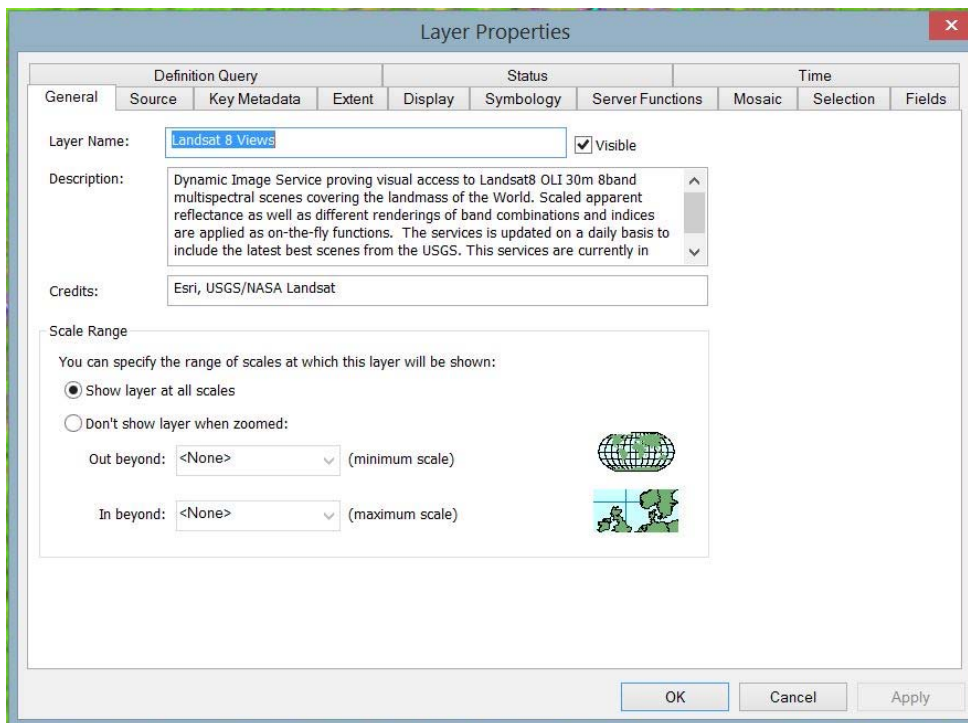 Layer Properties
Definition Query Status Time
General Source Key Metadata Extent Display Symbology Server Functions Mosaic Selection Fields
Layer Name: Landsat 8 Views Visible
Description: Dynamic Image Service proving visual access to Landsat8 OLI 30m 8band
multispectral scenes covering the landmass of the World. Scaled apparent
reflectance as well as different renderings of band combinations and indices
are applied as on-the-fly functions. The services is updated on a daily basis to
include the latest best scenes from the USGS. This services are currently in
Credits: Esri, USGS/NASA Landsat
Scale Range
You can specify the range of scales at which this layer will be shown:
Show layer at all scales
Don't show layer when zoomed:
Out beyond: <None> (minimum scale)
In beyond: <None> (maximum scale)
OK Cancel Apply